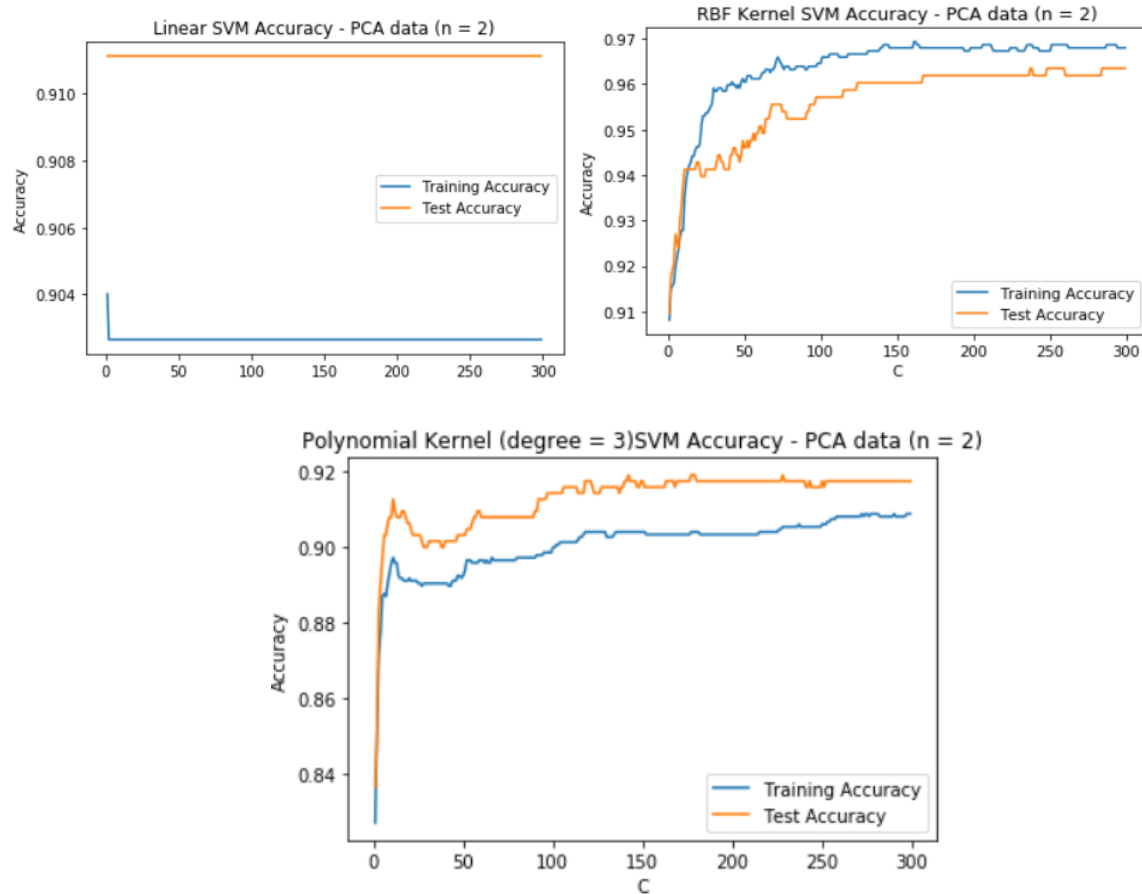 Linear SVM Accuracy - PCA data (n = 2)
0.910
0.908
0.906
0.904
Accuracy
Training Accuracy
Test Accuracy
0 50 100 150 200 250 300
RBF Kernel SVM Accuracy - PCA data (n = 2)
0.97
0.96
0.95
0.94
0.93
0.92
0.91
Accuracy
Training Accuracy
Test Accuracy
0 50 100 150 200 250 300
C
Polynomial Kernel (degree = 3)SVM Accuracy - PCA data (n = 2)
0.92
0.90
0.88
0.86
0.84
Accuracy
Training Accuracy
Test Accuracy
0 50 100 150 200 250 300
C